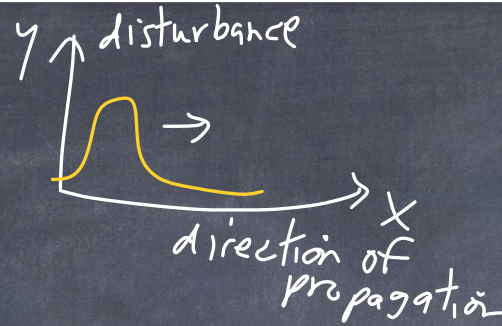 y disturbance
x
direction of
propagation